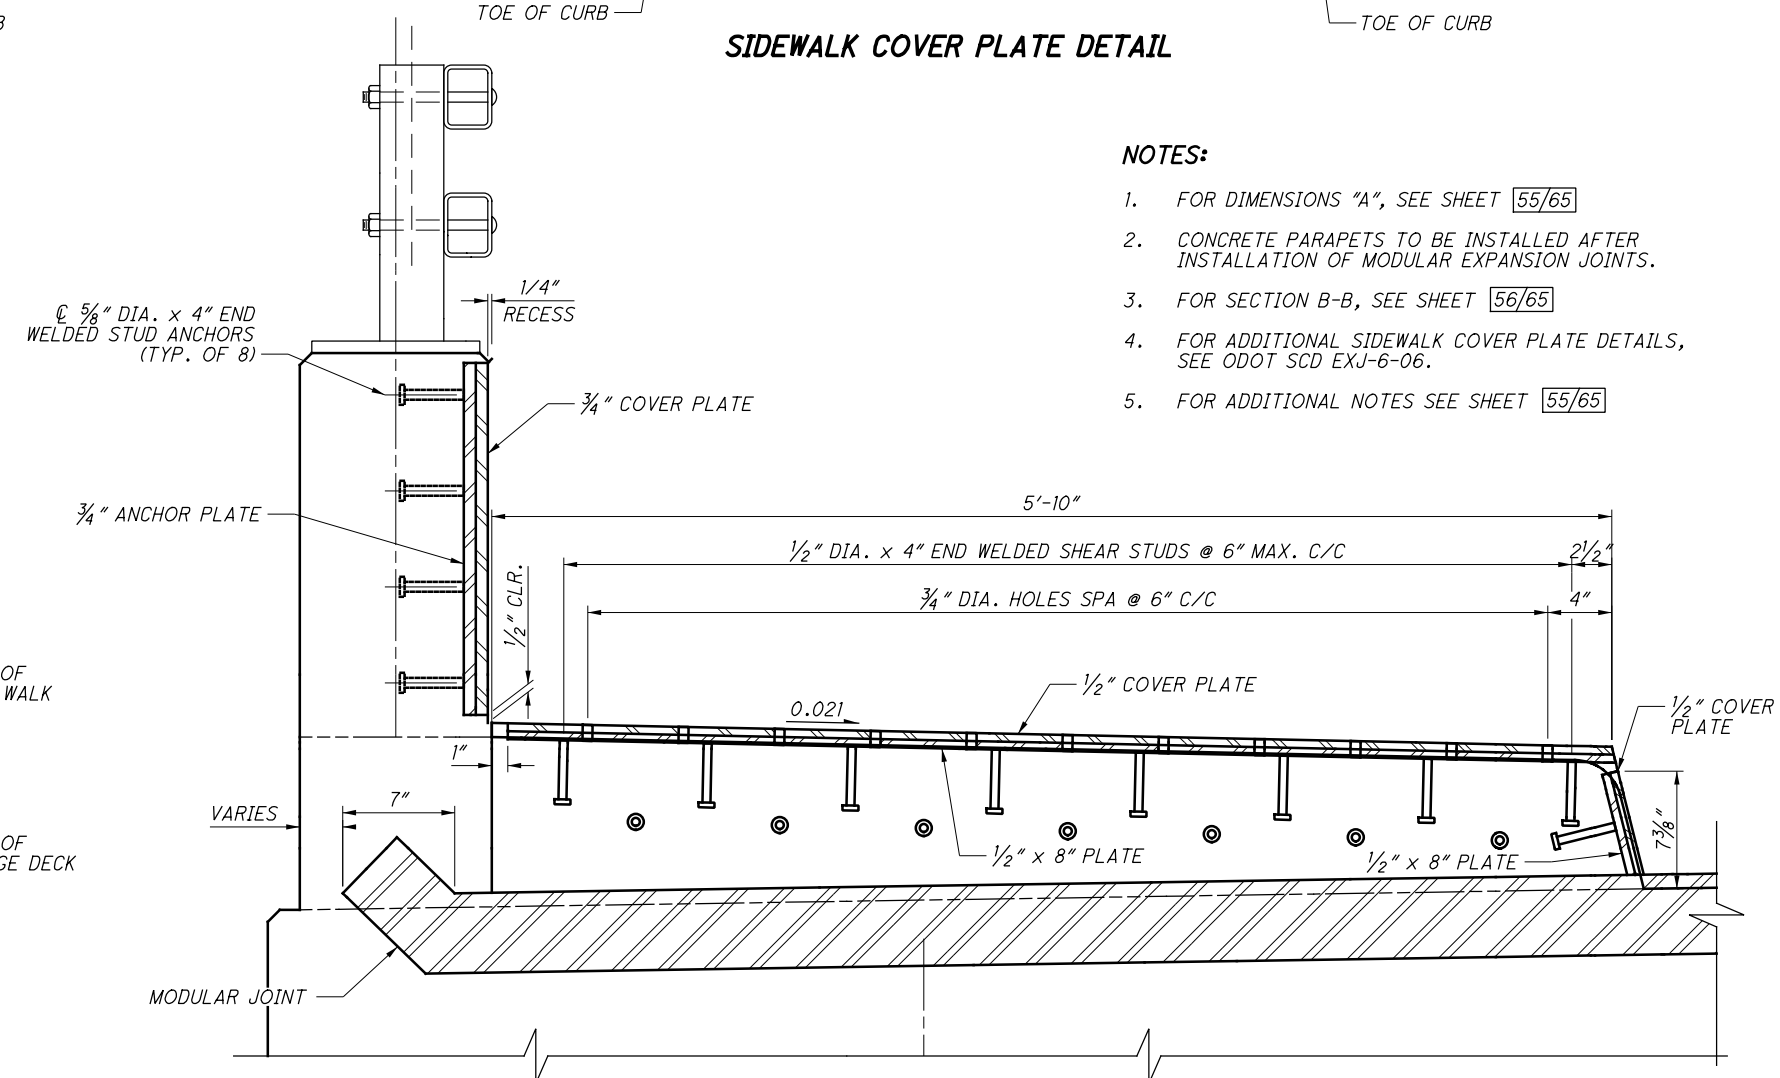 TOE OF CURB
TOE OF CURB
SIDEWALK COVER PLATE DETAIL
NOTES:
1. FOR DIMENSIONS "A", SEE SHEET 55/65
2. CONCRETE PARAPETS TO BE INSTALLED AFTER
INSTALLATION OF MODULAR EXPANSION JOINTS.
3. FOR SECTION B-B, SEE SHEET 56/65
4. FOR ADDITIONAL SIDEWALK COVER PLATE DETAILS,
SEE ODOT SCD EXJ-6-06.
5. FOR ADDITIONAL NOTES SEE SHEET 55/65
1/4"
RECESS
℄ 5/8" DIA. x 4" END
WELDED STUD ANCHORS
(TYP. OF 8)
3/4" COVER PLATE
3/4" ANCHOR PLATE
5'-10"
1/2" DIA. x 4" END WELDED SHEAR STUDS @ 6" MAX. C/C
2 1/2"
3/4" DIA. HOLES SPA @ 6" C/C
4"
1/2" CLR.
OF
WALK
1/2" COVER PLATE
0.021
1/2" COVER
PLATE
1"
7"
VARIES
7 3/8"
OF
GE DECK
1/2" x 8" PLATE
1/2" x 8" PLATE
MODULAR JOINT